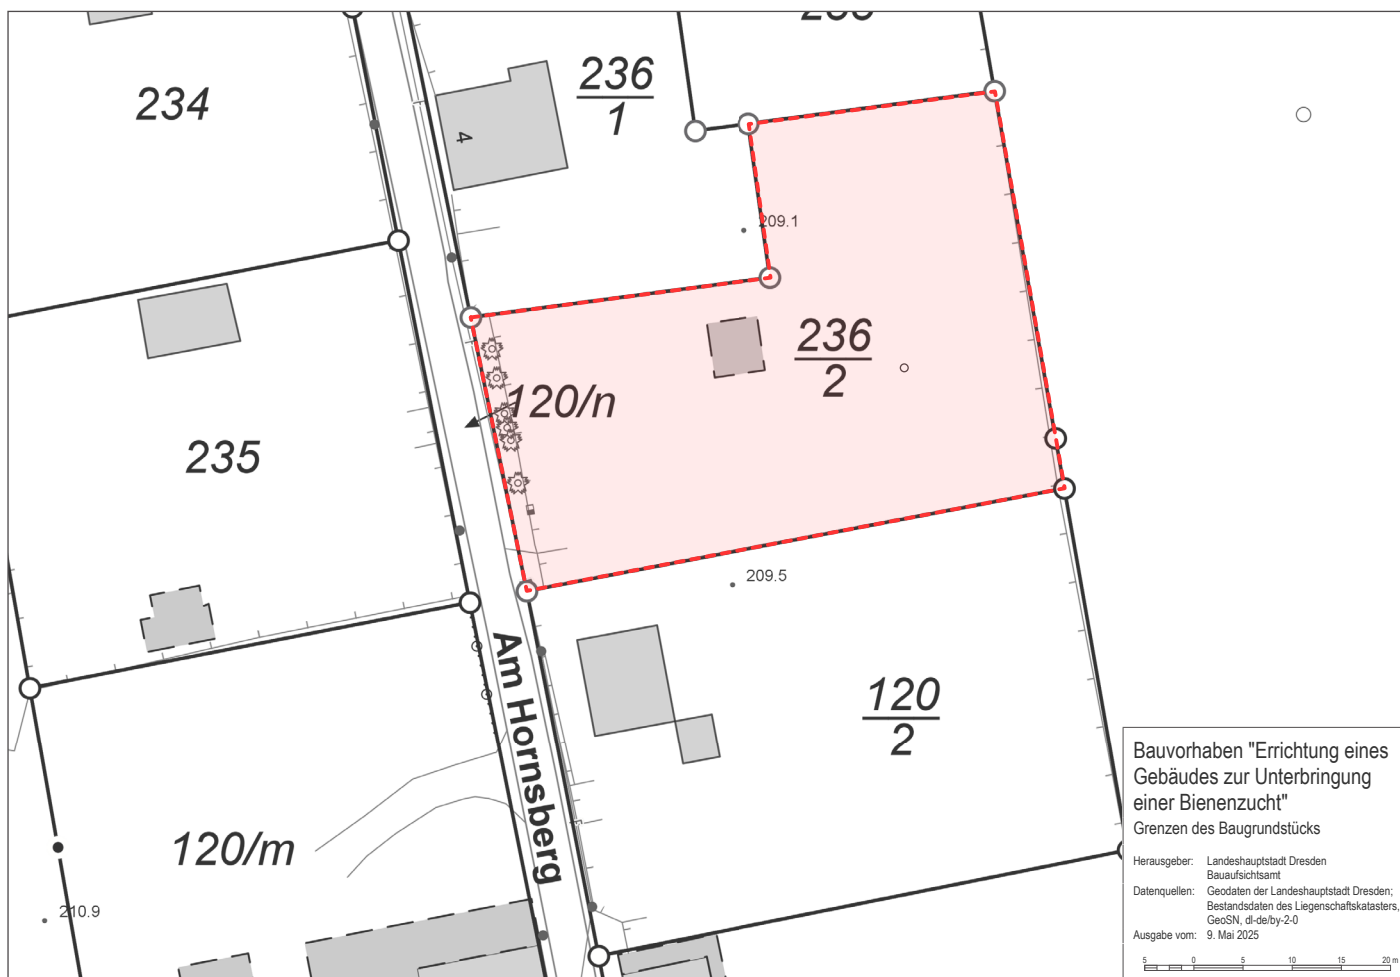 234
236
1
4
209.1
236
2
120/n
235
209.5
Am Hornsberg
120
2
120/m
210.9
Bauvorhaben "Errichtung eines
Gebäudes zur Unterbringung
einer Bienenzucht"
Grenzen des Baugrundstücks
Herausgeber: Landeshauptstadt Dresden
Bauaufsichtsamt
Datenquellen: Geodaten der Landeshauptstadt Dresden;
Bestandsdaten des Liegenschaftskatasters,
GeoSN, dl-de/by-2-0
Ausgabe vom: 9. Mai 2025
5 0 5 10 15 20 m